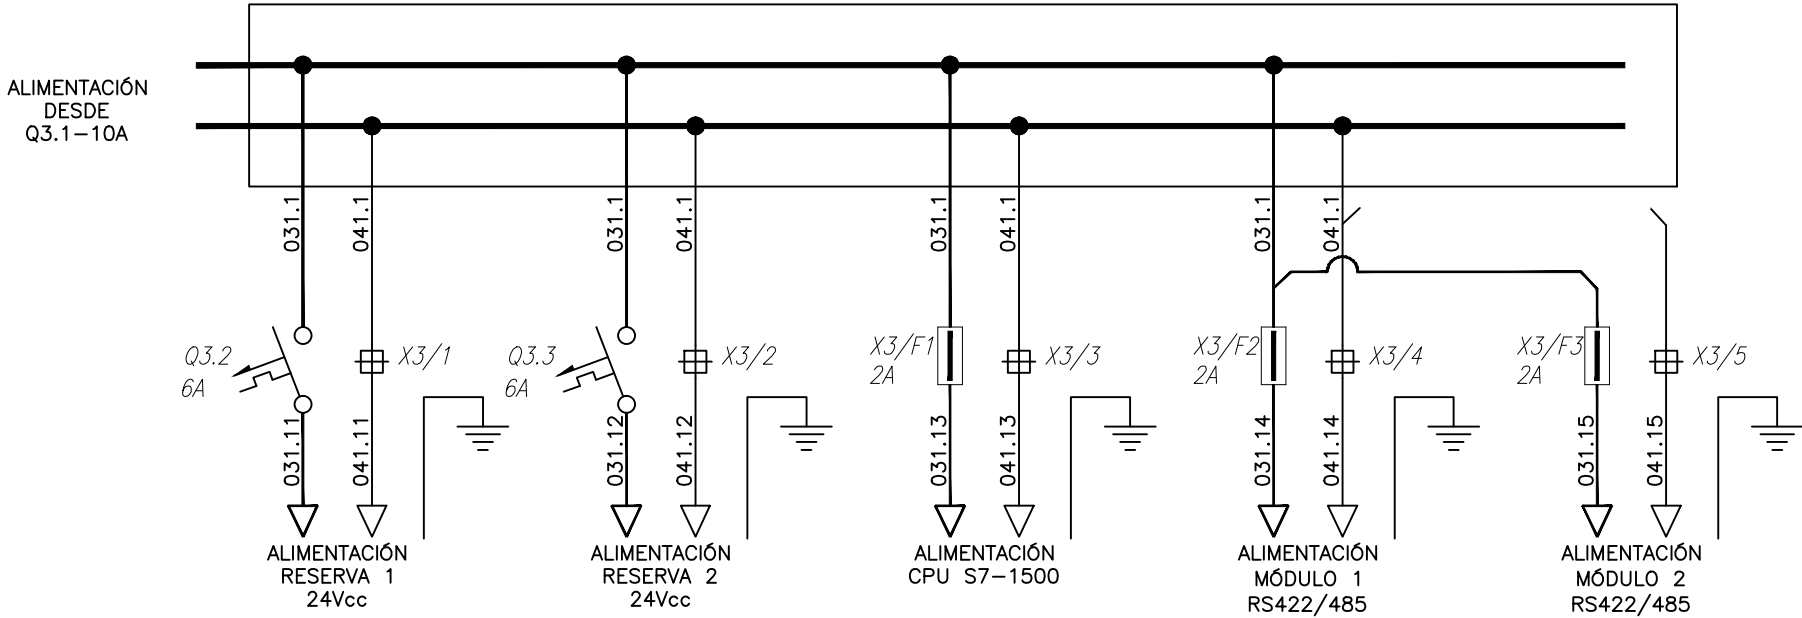 ALIMENTACIÓN
DESDE
Q3.1-10A
031.1
041.1
031.1
041.1
031.1
041.1
031.1
041.1
Q3.2
6A
X3/1
Q3.3
6A
X3/2
X3/F1
2A
X3/3
X3/F2
2A
X3/4
X3/F3
2A
X3/5
031.11
041.11
031.12
041.12
031.13
041.13
031.14
041.14
031.15
041.15
ALIMENTACIÓN
RESERVA 1
24Vcc
ALIMENTACIÓN
RESERVA 2
24Vcc
ALIMENTACIÓN
CPU S7-1500
ALIMENTACIÓN
MÓDULO 1
RS422/485
ALIMENTACIÓN
MÓDULO 2
RS422/485